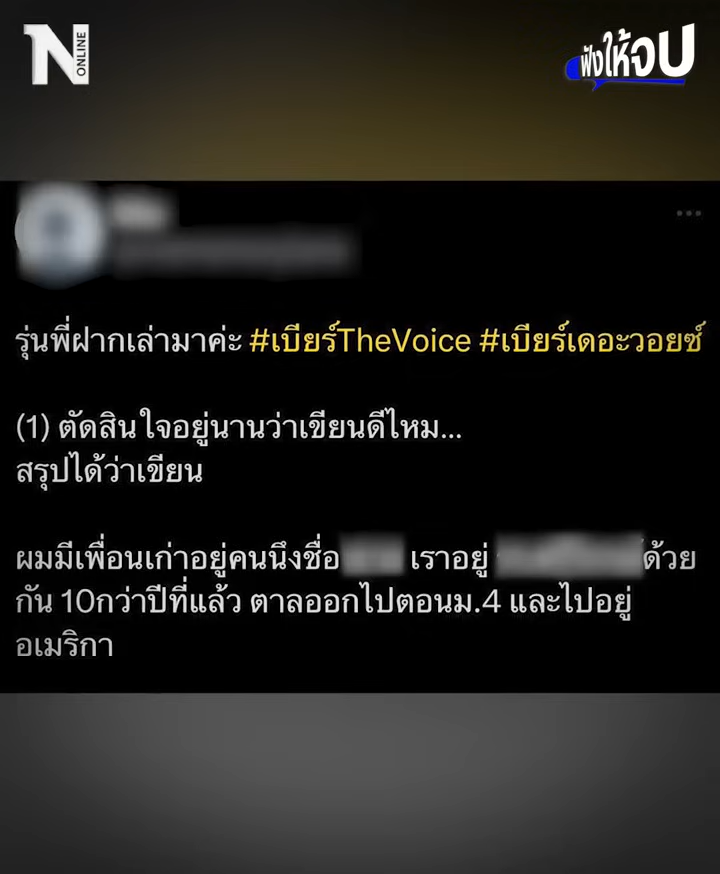 N ONLINE
ฟังให้จบ
รุ่นพี่ฝากเล่ามาค่ะ #เบียร์TheVoice #เบียร์เดอะวอยซ์
(1) ตัดสินใจอยู่นานว่าเขียนดีไหม...
สรุปได้ว่าเขียน
ผมมีเพื่อนเก่าอยู่คนนึงชื่อ เราอยู่ ด้วย
กัน 10กว่าปีที่แล้ว ตาลออกไปตอนม.4 และไปอยู่
อเมริกา